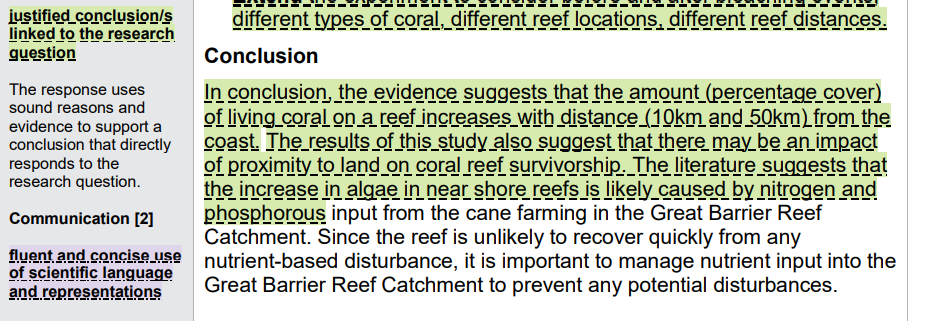 justified conclusion/s
linked to the research
question
The response uses
sound reasons and
evidence to support a
conclusion that directly
responds to the
research question.
Communication [2]
fluent and concise use
of scientific language
and representations
different types of coral, different reef locations, different reef distances.
Conclusion
In conclusion, the evidence suggests that the amount (percentage cover)
of living coral on a reef increases with distance (10km and 50km) from the
coast. The results of this study also suggest that there may be an impact
of proximity to land on coral reef survivorship. The literature suggests that
the increase in algae in near shore reefs is likely caused by nitrogen and
phosphorous input from the cane farming in the Great Barrier Reef
Catchment. Since the reef is unlikely to recover quickly from any
nutrient-based disturbance, it is important to manage nutrient input into the
Great Barrier Reef Catchment to prevent any potential disturbances.